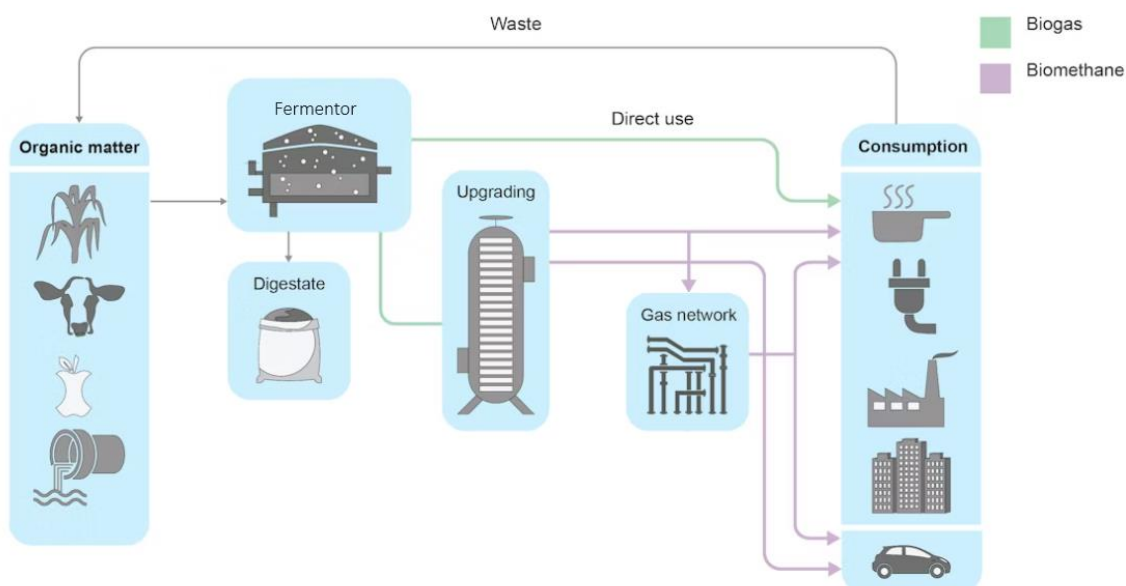 Waste
Biogas
Biomethane
Fermentor
Direct use
Organic matter
Consumption
Upgrading
Digestate
Gas network